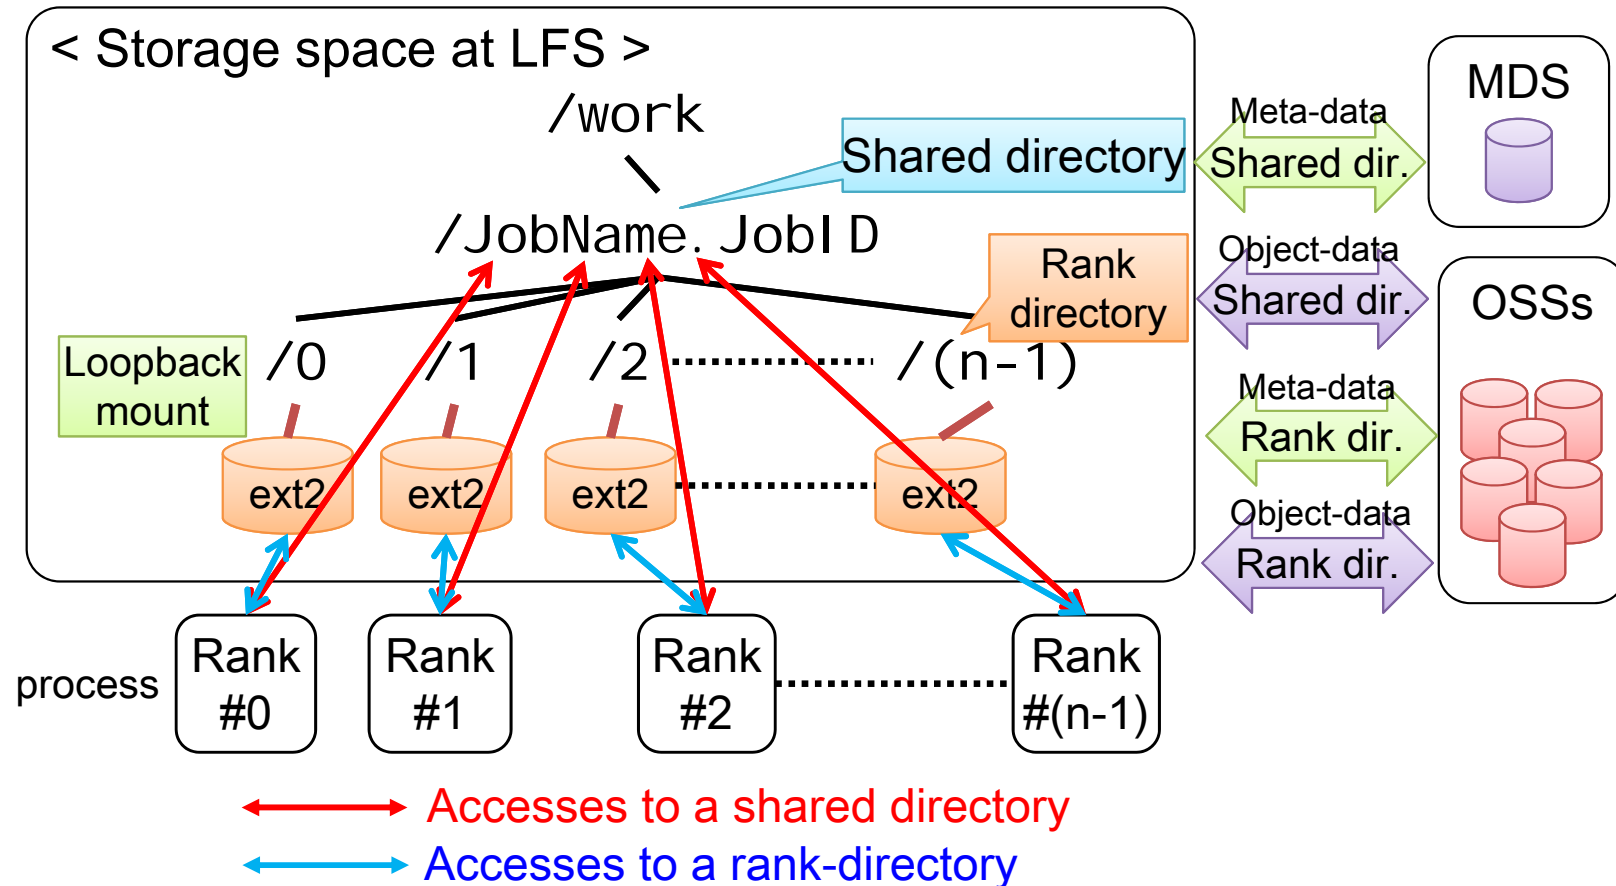 < Storage space at LFS >
/work
Shared directory
/JobName.JobID
Rank
directory
Loopback
mount
/0
/1
/2
/(n-1)
ext2
ext2
ext2
ext2
process
Rank
#0
Rank
#1
Rank
#2
Rank
#(n-1)
Accesses to a shared directory
Accesses to a rank-directory
Meta-data
Shared dir.
Object-data
Shared dir.
Meta-data
Rank dir.
Object-data
Rank dir.
MDS
OSSs